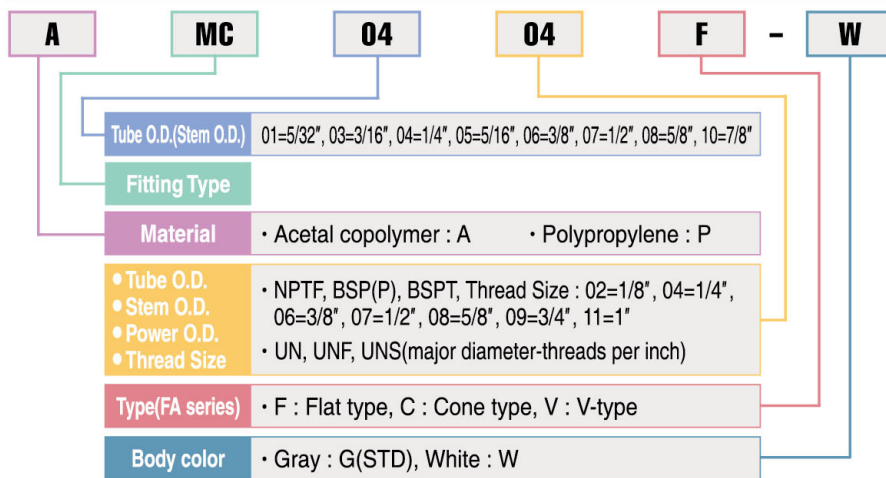 A MC 04 04 F - W
Tube O.D.(Stem O.D.) 01=5/32″, 03=3/16″, 04=1/4″, 05=5/16″, 06=3/8″, 07=1/2″, 08=5/8″, 10=7/8″
Fitting Type
Material · Acetal copolymer : A · Polypropylene : P
● Tube O.D.
● Stem O.D.
● Power O.D.
● Thread Size
· NPTF, BSP(P), BSPT, Thread Size : 02=1/8″, 04=1/4″,
06=3/8″, 07=1/2″, 08=5/8″, 09=3/4″, 11=1″
· UN, UNF, UNS(major diameter-threads per inch)
Type(FA series) · F : Flat type, C : Cone type, V : V-type
Body color · Gray : G(STD), White : W